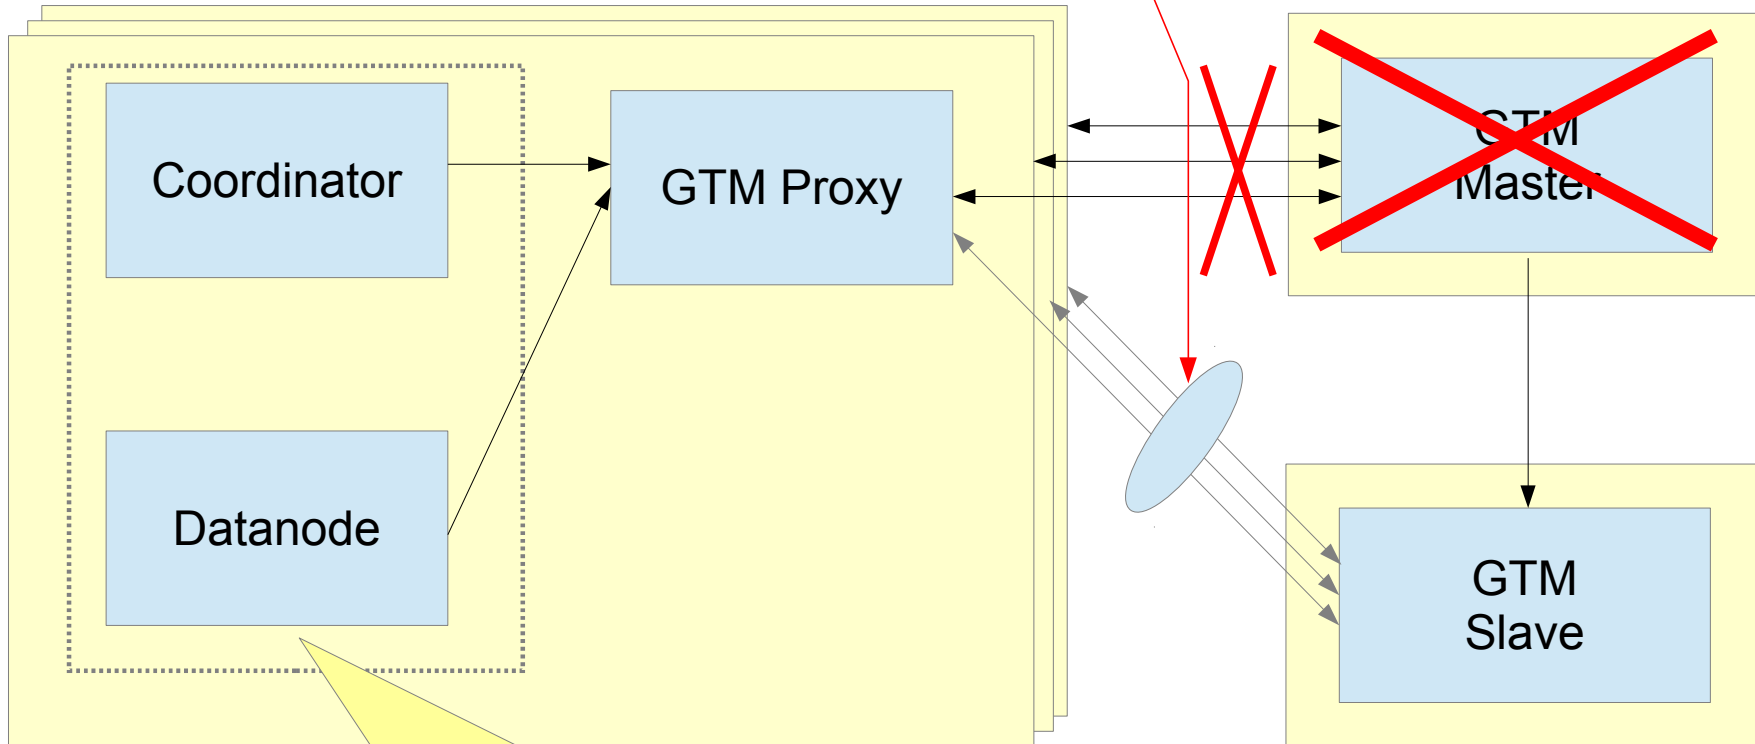 Coordinator
GTM Proxy
GTM
Master
Datanode
GTM
Slave